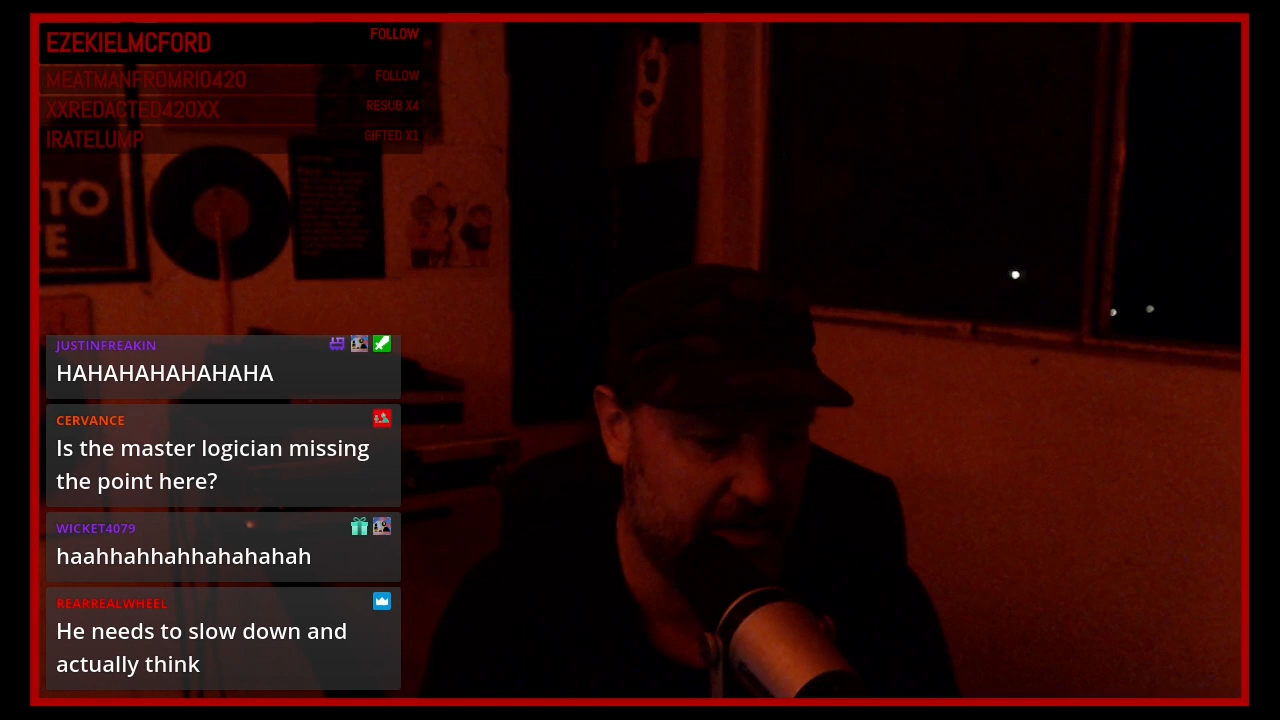 EZEKIELMCFORD FOLLOW
MEATMANFROMRIO420 FOLLOW
XXREDACTED420XX RESUB X4
IRATELUMP GIFTED X1
TO
E
JUSTINFREAKIN
HAHAHAHAHAHAHA
CERVANCE
Is the master logician missing
the point here?
WICKET4079
haahhahhahhahahahah
REARREALWHEEL
He needs to slow down and
actually think